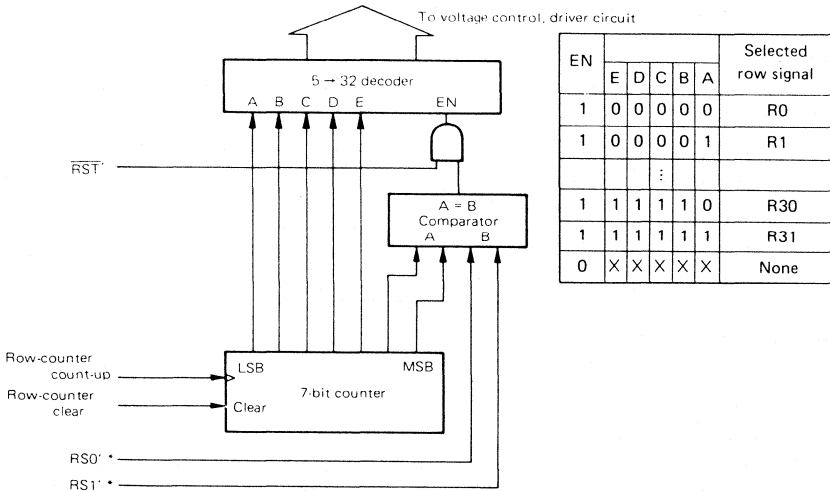 To voltage control, driver circuit
5 → 32 decoder
A B C D E EN
RST'
A = B
Comparator
A B
LSB MSB
Row-counter
count-up
7-bit counter
Row-counter
clear
Clear
RS0' *
RS1' *
EN E D C B A Selected row signal
1 0 0 0 0 0 R0
1 0 0 0 0 1 R1
⋮
1 1 1 1 1 0 R30
1 1 1 1 1 1 R31
0 X X X X X None